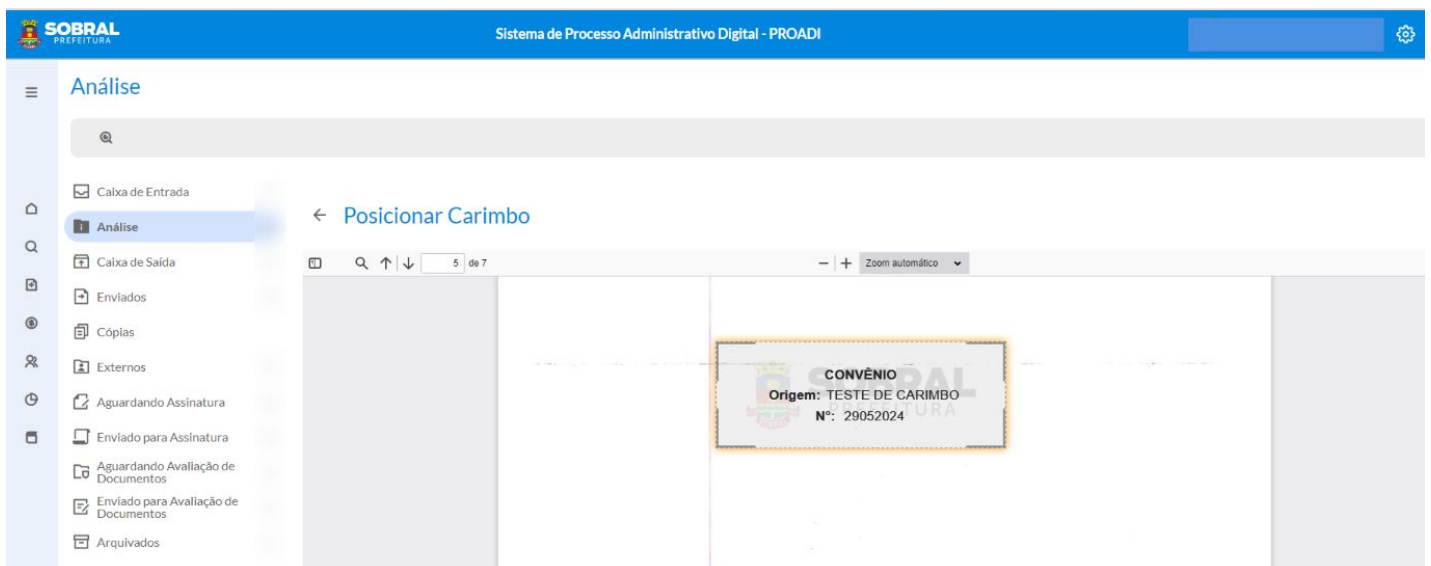 SOBRAL
PREFEITURA
Sistema de Processo Administrativo Digital - PROADI
Análise
Caixa de Entrada
Análise
Caixa de Saída
Enviados
Cópias
Externos
Aguardando Assinatura
Enviado para Assinatura
Aguardando Avaliação de
Documentos
Enviado para Avaliação de
Documentos
Arquivados
Posicionar Carimbo
5 de 7
Zoom automático
SOBRAL
PREFEITURA
CONVÊNIO
Origem: TESTE DE CARIMBO
N°: 29052024